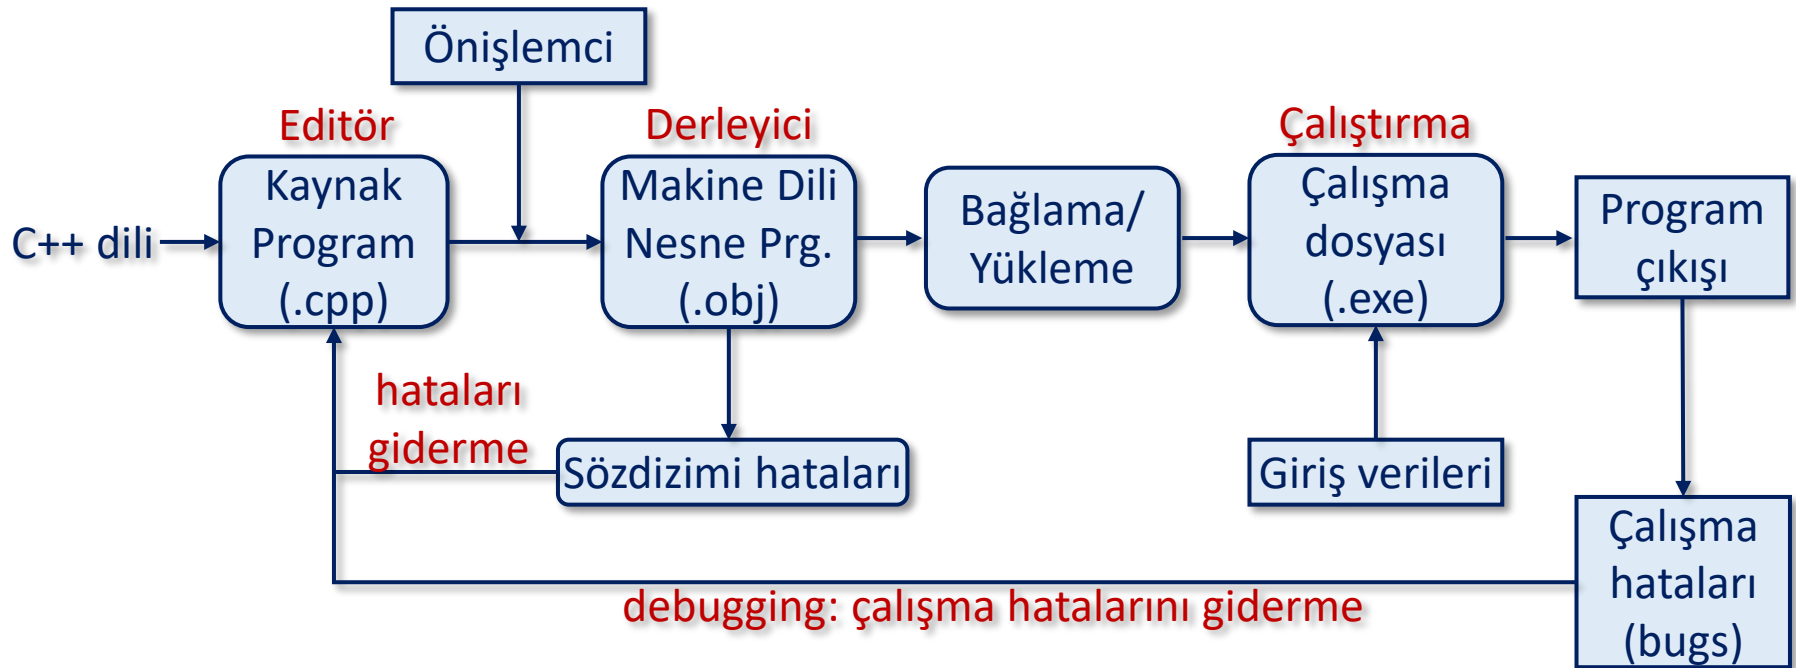 Önişlemci
Editör
Derleyici
Çalıştırma
C++ dili
Kaynak
Program
(.cpp)
Makine Dili
Nesne Prg.
(.obj)
Bağlama/
Yükleme
Çalışma
dosyası
(.exe)
Program
çıkışı
hataları
giderme
Sözdizimi hataları
Giriş verileri
Çalışma
hataları
(bugs)
debugging: çalışma hatalarını giderme